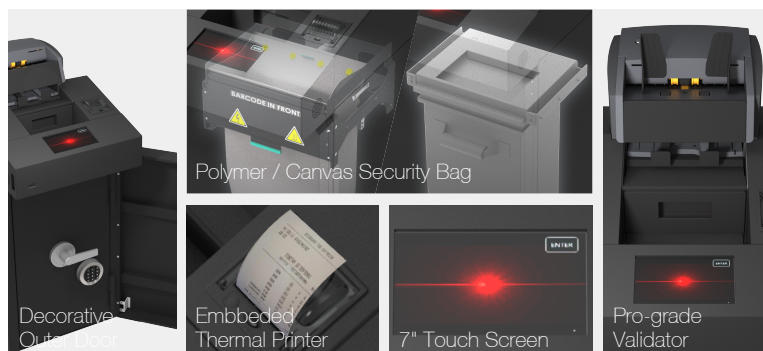 BARCODE IN FRONT
Polymer / Canvas Security Bag
Decorative
Outer Door
Embbeded
Thermal Printer
ENTER
7" Touch Screen
Pro-grade
Validator